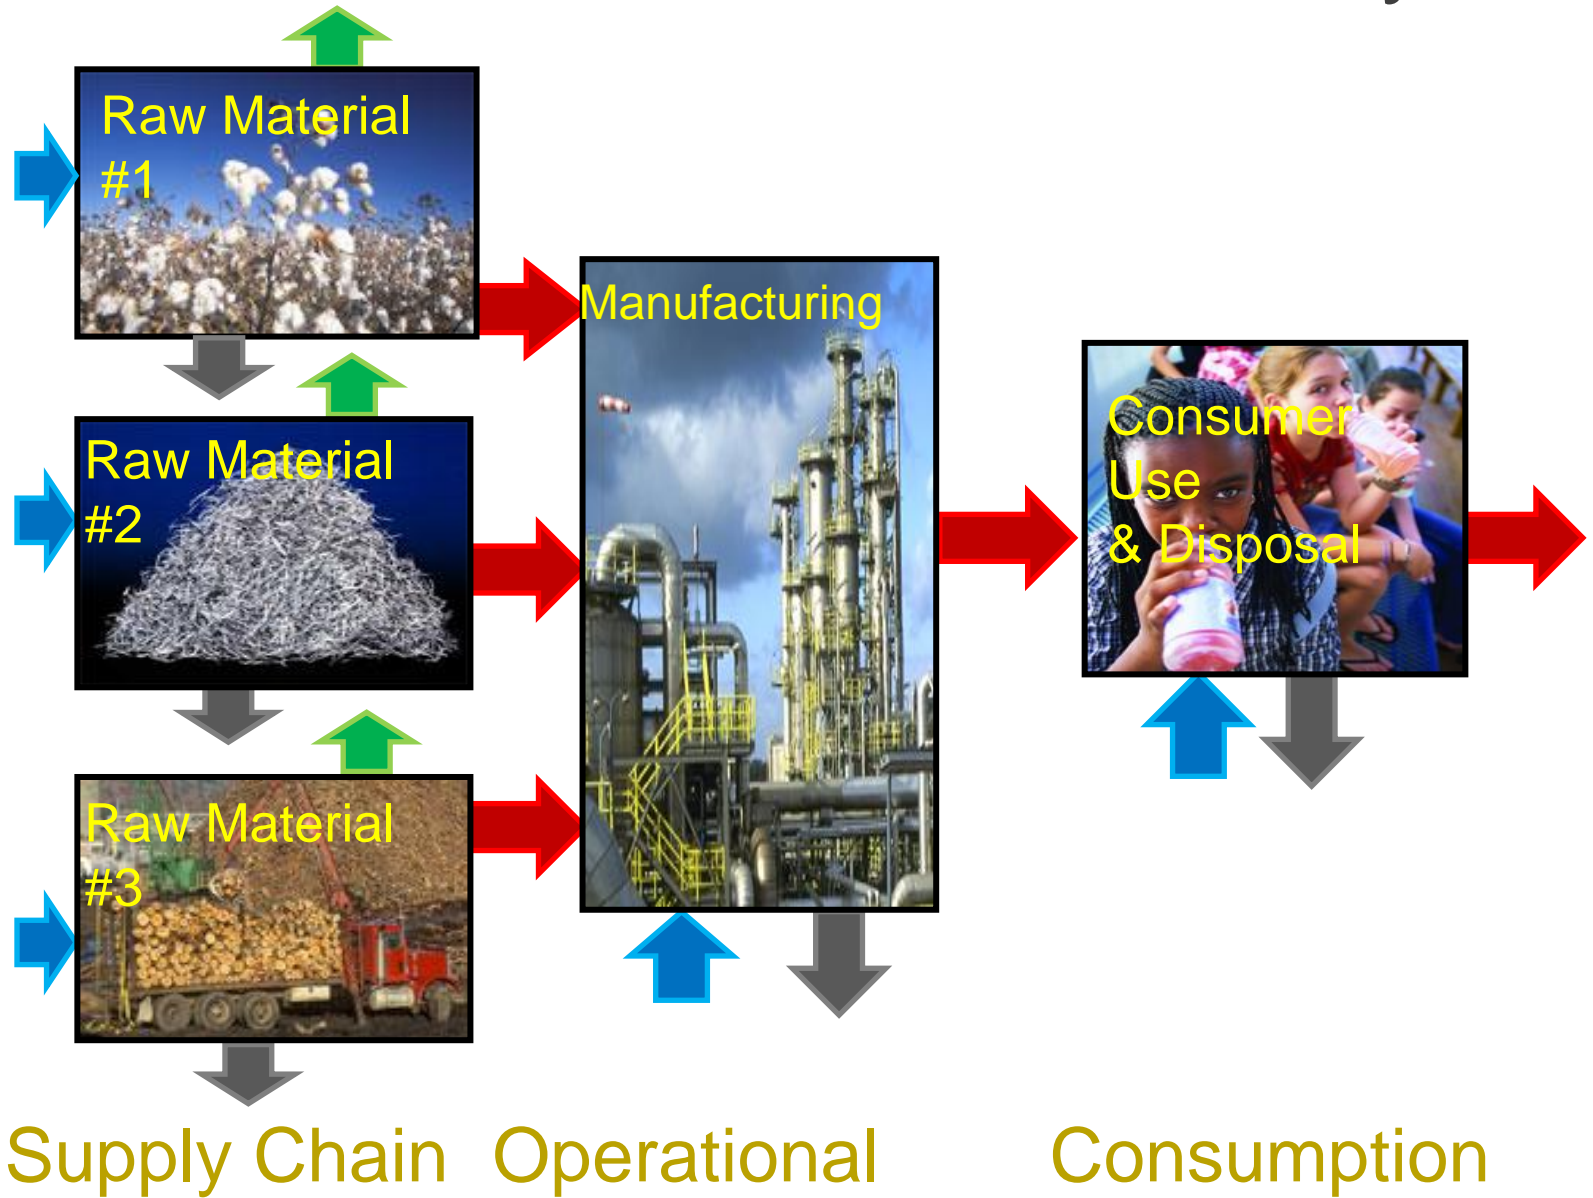 Raw Material
#1
Raw Material
#2
Raw Material
#3
Manufacturing
Consumer
Use
& Disposal
Supply Chain
Operational
Consumption